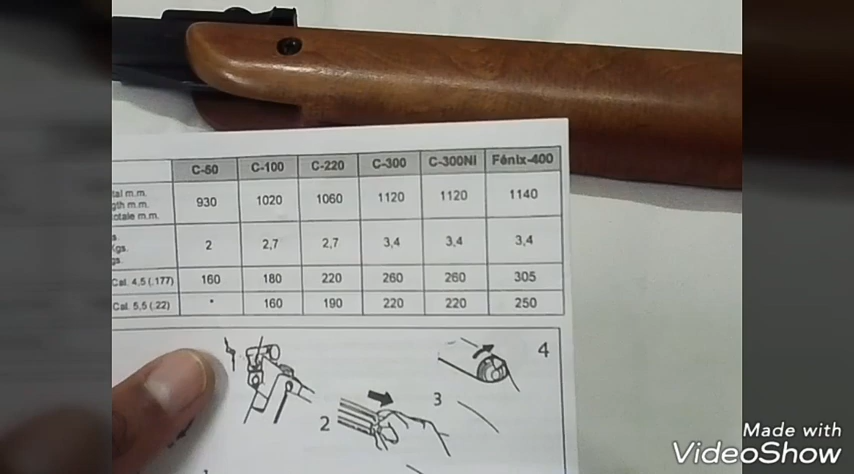 C-50 C-100 C-220 C-300 C-300NI Fénix-400
tal m.m.
gth m.m.
otale m.m.
930 1020 1060 1120 1120 1140
s.
Kgs.
gs.
2 2,7 2,7 3,4 3,4 3,4
Cal. 4,5 (.177) 160 180 220 260 260 305
Cal. 5,5 (.22) * 160 190 220 220 250
4
3
2
1
Made with
VideoShow